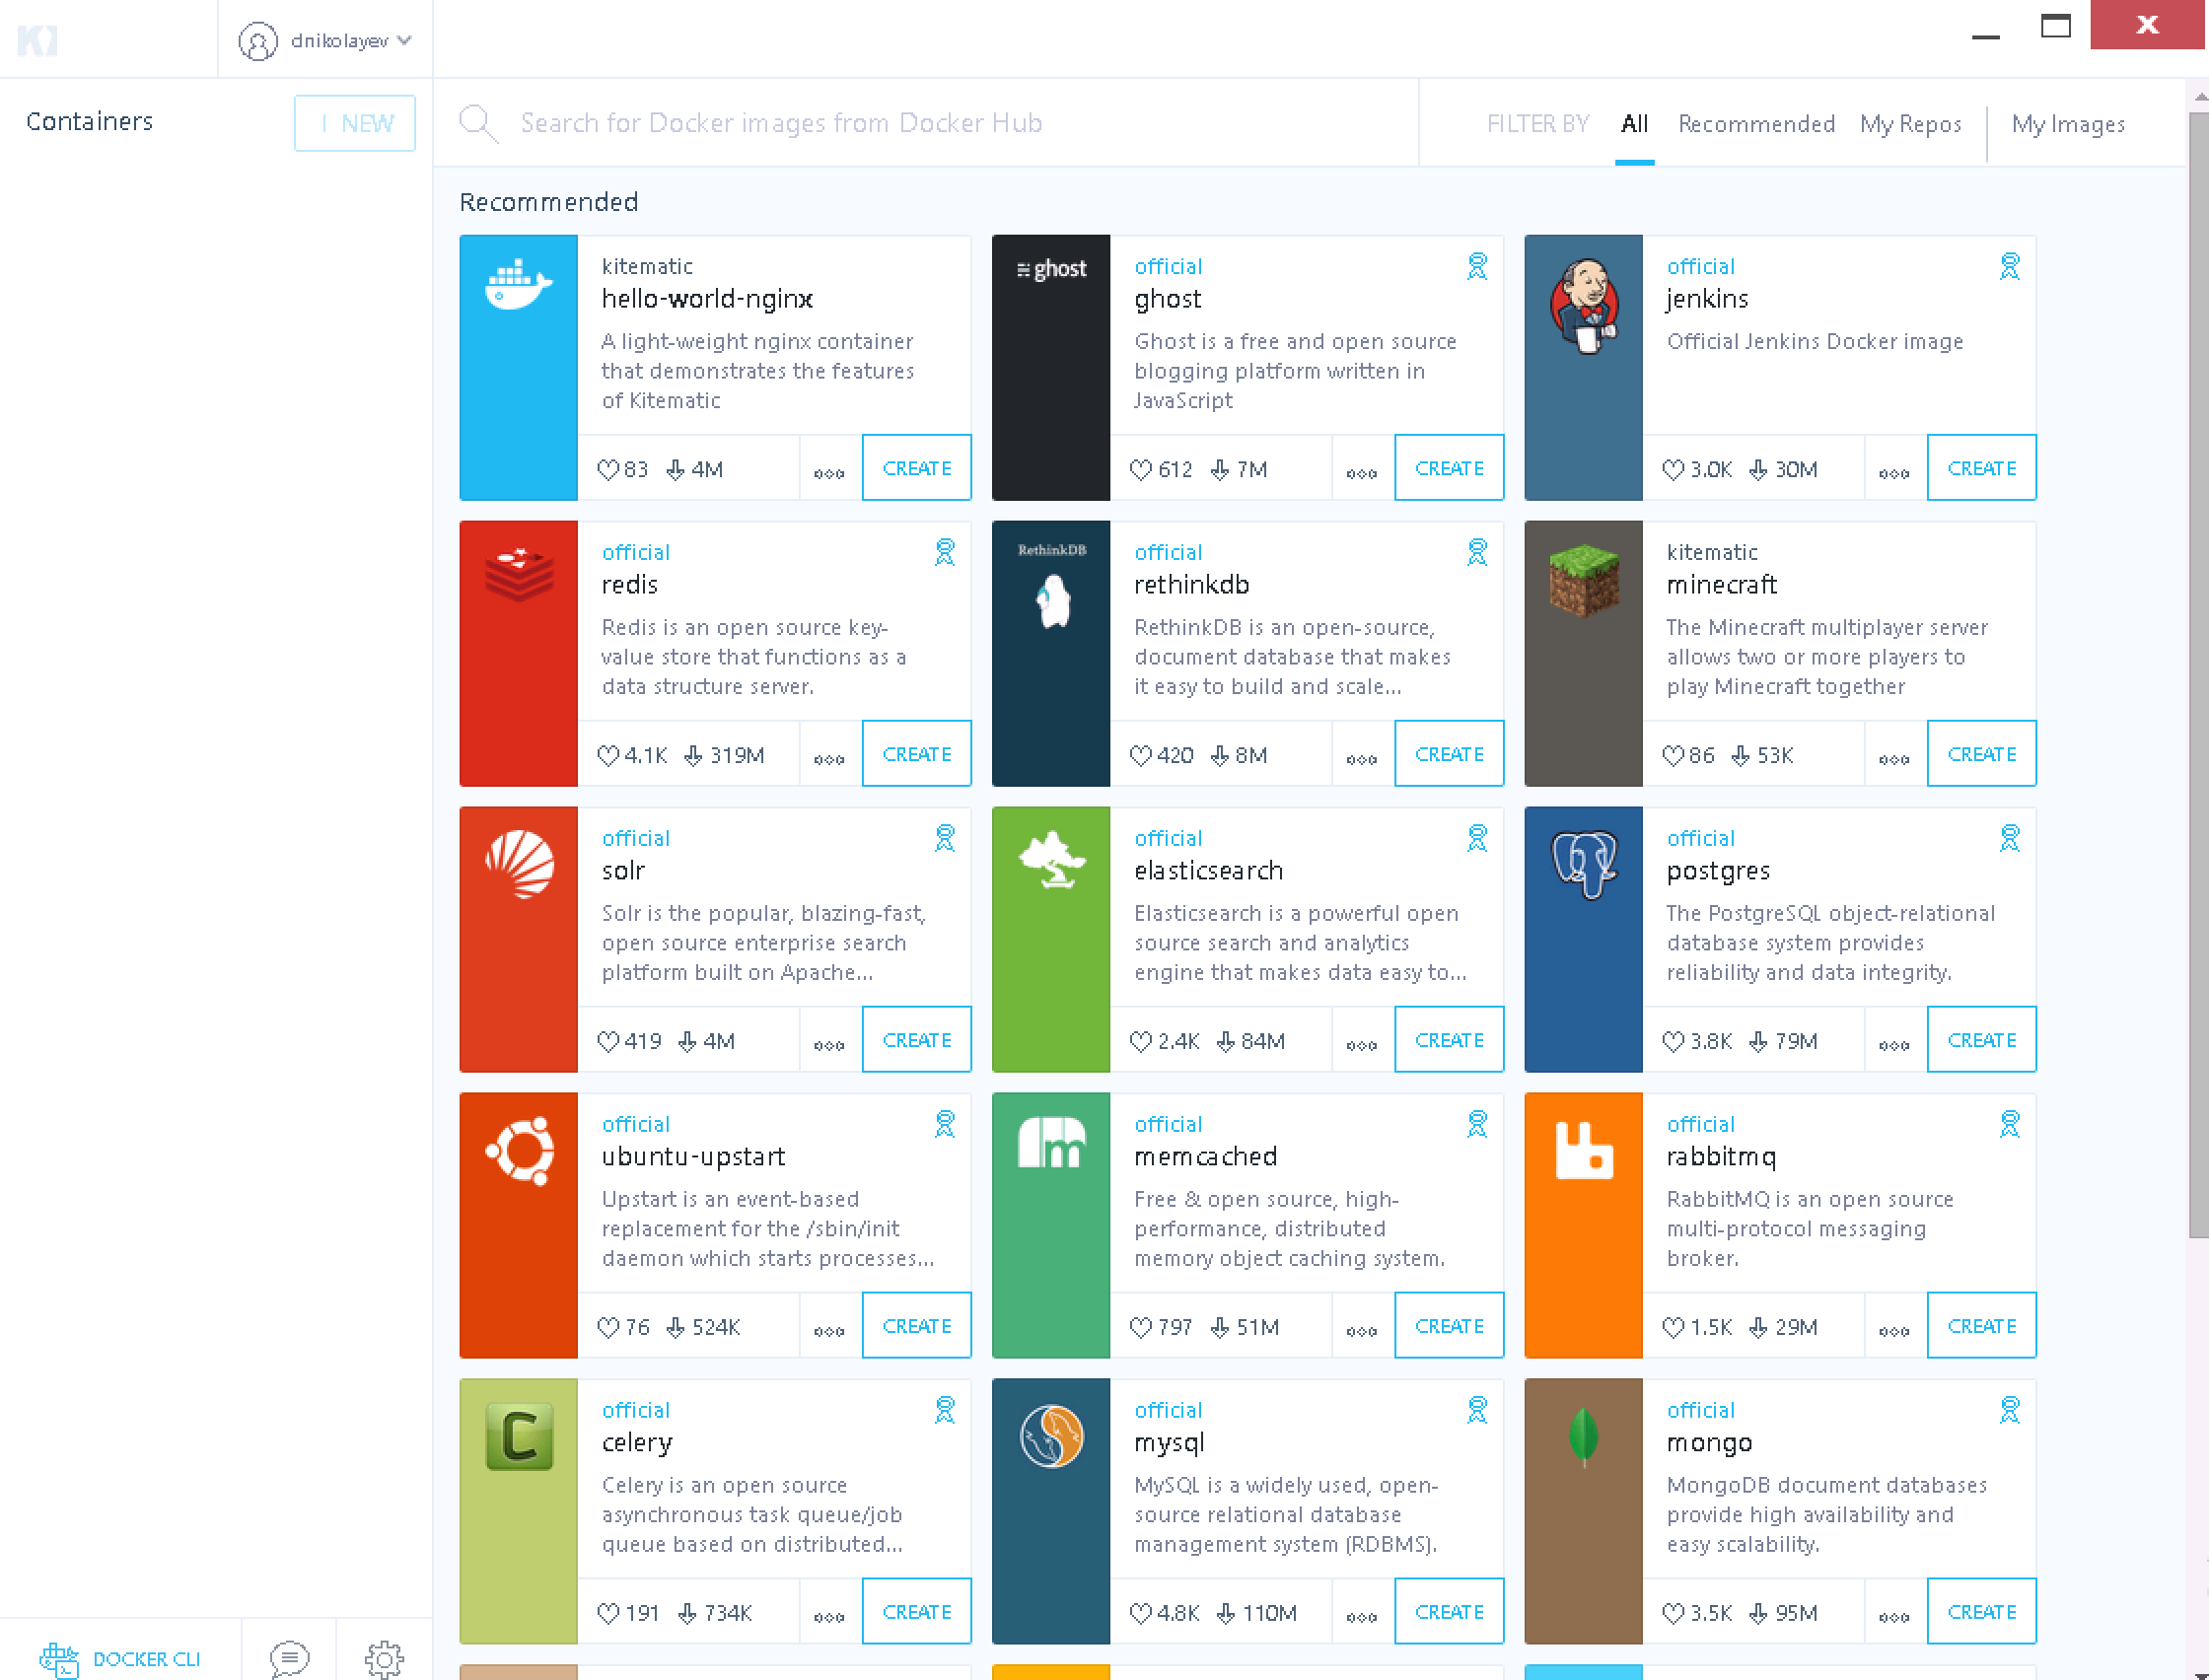 dnikolayev
Containers
NEW
Search for Docker images from Docker Hub
FILTER BY All Recommended My Repos My Images
Recommended
kitematic
hello-world-nginx
A light-weight nginx container
that demonstrates the features
of Kitematic
83 4M CREATE
ghost
official
ghost
Ghost is a free and open source
blogging platform written in
JavaScript
612 7M CREATE
official
jenkins
Official Jenkins Docker image
3.0K 30M CREATE
official
redis
Redis is an open source key-
value store that functions as a
data structure server.
4.1K 319M CREATE
RethinkDB
official
rethinkdb
RethinkDB is an open-source,
document database that makes
it easy to build and scale...
420 8M CREATE
kitematic
minecraft
The Minecraft multiplayer server
allows two or more players to
play Minecraft together
86 53K CREATE
official
solr
Solr is the popular, blazing-fast,
open source enterprise search
platform built on Apache...
419 4M CREATE
official
elasticsearch
Elasticsearch is a powerful open
source search and analytics
engine that makes data easy to...
2.4K 84M CREATE
official
postgres
The PostgreSQL object-relational
database system provides
reliability and data integrity.
3.8K 79M CREATE
official
ubuntu-upstart
Upstart is an event-based
replacement for the /sbin/init
daemon which starts processes...
76 524K CREATE
m
official
memcached
Free & open source, high-
performance, distributed
memory object caching system.
797 51M CREATE
official
rabbitmq
RabbitMQ is an open source
multi-protocol messaging
broker.
1.5K 29M CREATE
C
official
celery
Celery is an open source
asynchronous task queue/job
queue based on distributed...
191 734K CREATE
official
mysql
MySQL is a widely used, open-
source relational database
management system (RDBMS).
4.8K 110M CREATE
official
mongo
MongoDB document databases
provide high availability and
easy scalability.
3.5K 95M CREATE
DOCKER CLI